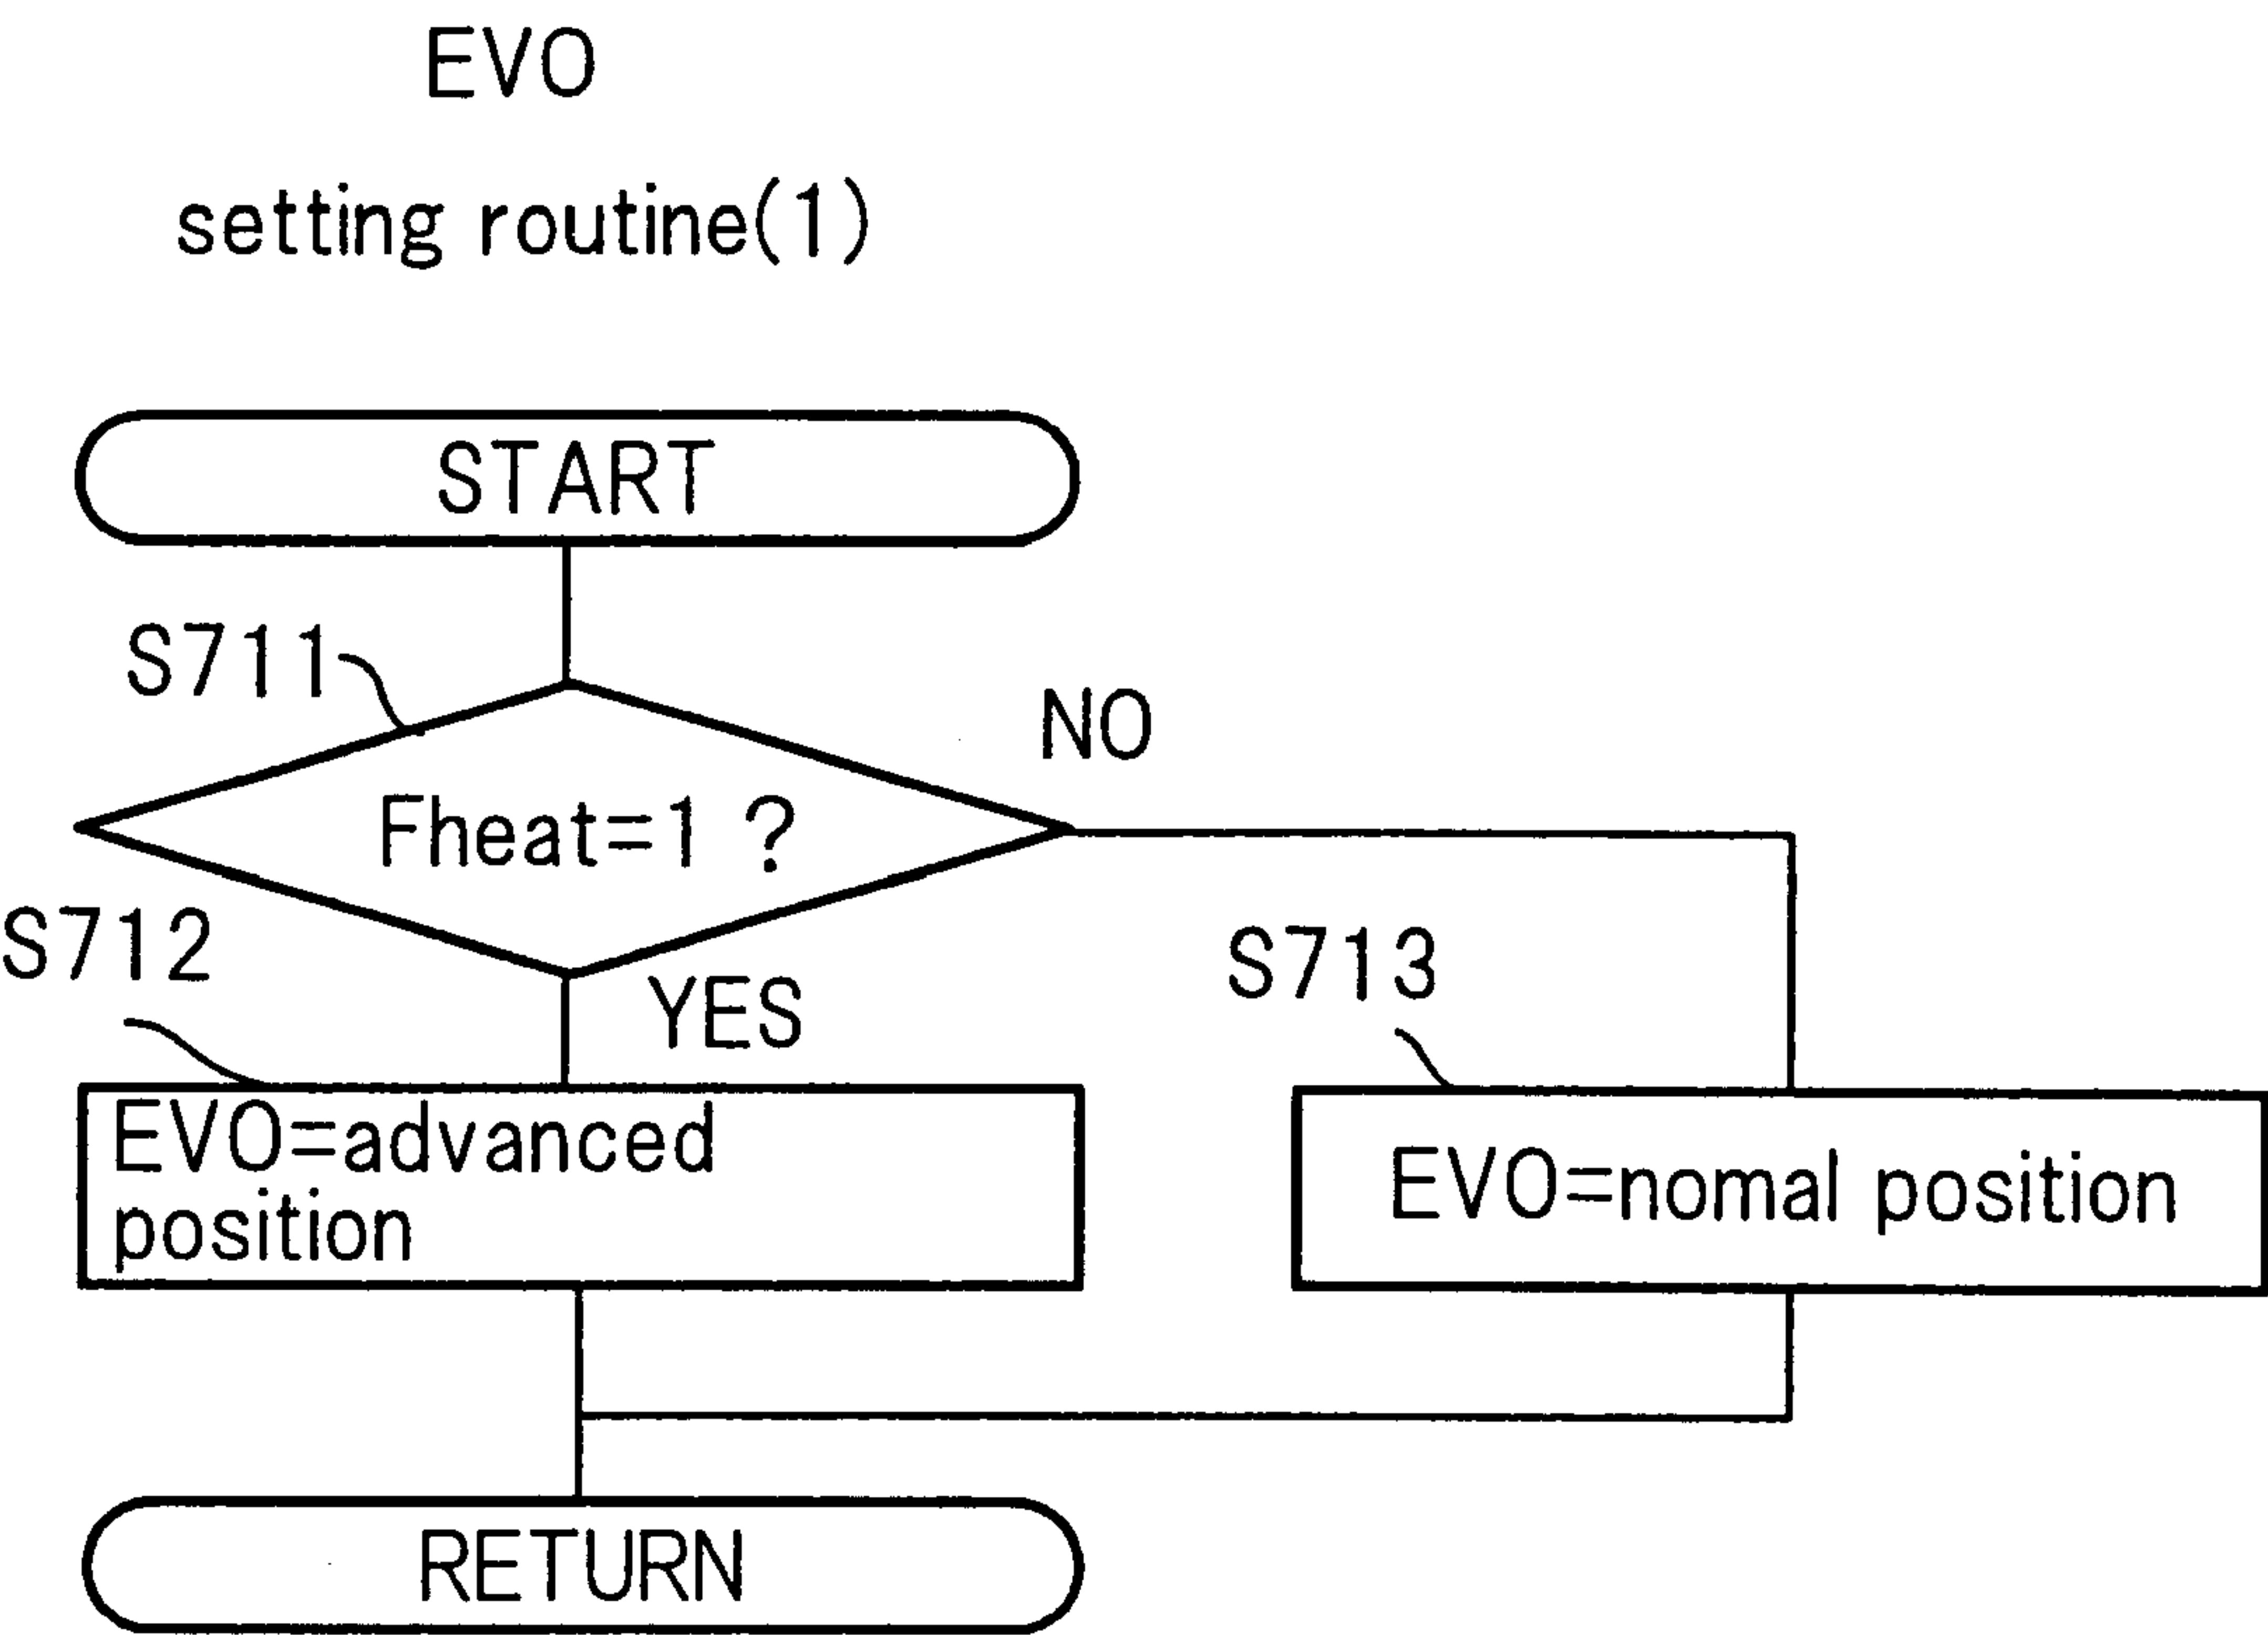 EVO
setting routine(1)
START
S711
NO
Fheat=1 ?
S712
YES
S713
EVO=advanced
position
EVO=nomal position
RETURN